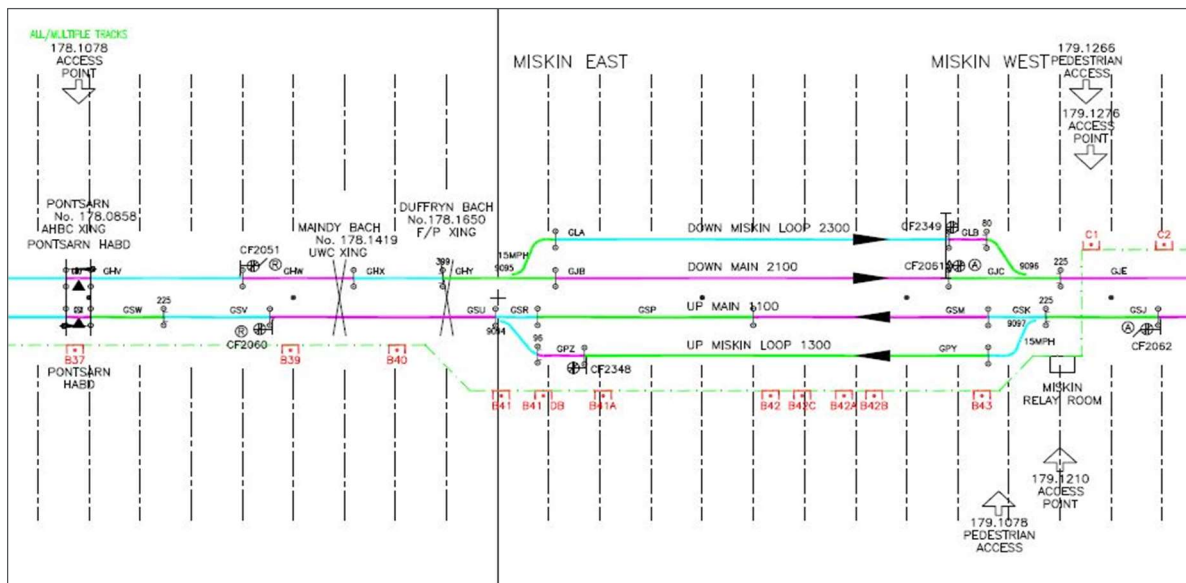 ALL/MULTIPLE TRACKS
178.1078
ACCESS
POINT
MISKIN EAST
MISKIN WEST
179.1266
PEDESTRIAN
ACCESS
179.1276
ACCESS
POINT
PONTSARN
No. 178.0858
AHBC XING
PONTSARN HABD
MAINDY BACH
No. 178.1419
UWC XING
DUFFRYN BACH
No.178.1650
F/P XING
CF2051
R
GLA
DOWN MISKIN LOOP 2300
CF2349
GLB
80
C1
C2
15MPH
9095
399
GHV
GHW
GHX
GHY
GJB
DOWN MAIN 2100
CF2061
A
GJC
9096
225
GJE
225
GSW
GSV
GSU
9094
GSR
GSP
UP MAIN 1100
GSM
GSK
9097
225
GSJ
R
CF2060
A
CF2062
96
GPZ
CF2348
UP MISKIN LOOP 1300
GPY
15MPH
B37
PONTSARN
HABD
B39
B40
B41
B41
0B
B41A
B42
B42C
B42A
B42B
B43
MISKIN
RELAY ROOM
179.1210
ACCESS
POINT
179.1078
PEDESTRIAN
ACCESS